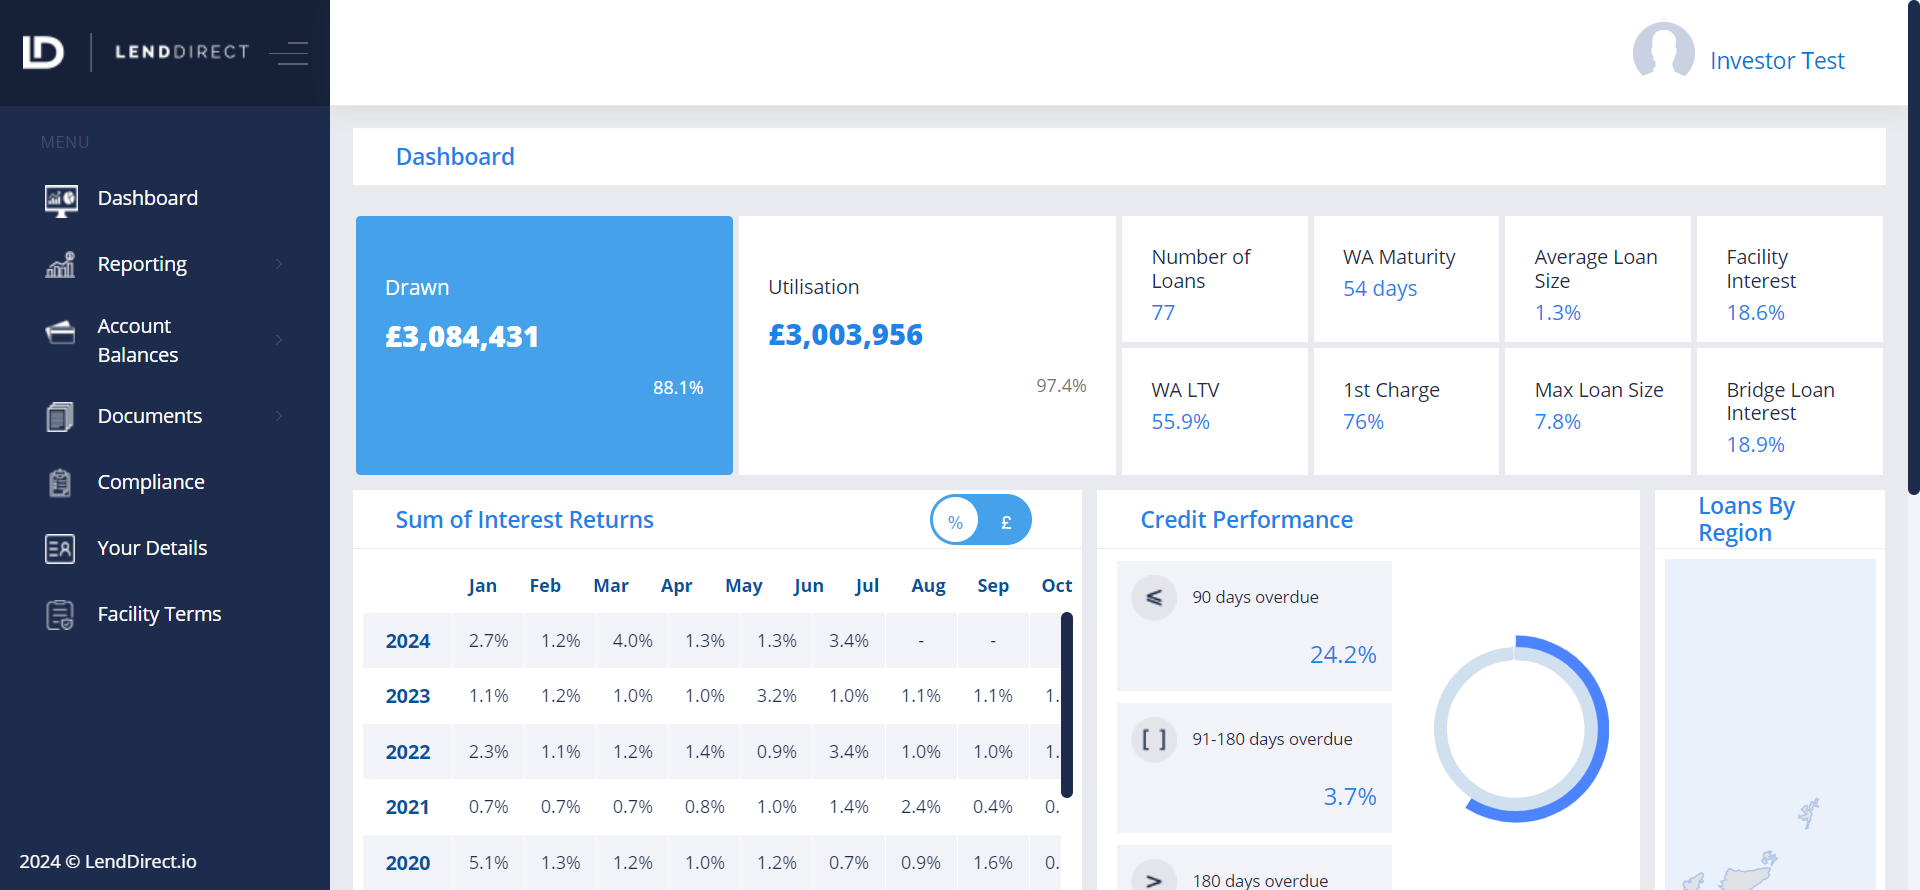 LENDDIRECT
Investor Test
MENU
Dashboard
Reporting
Account
Balances
Documents
Compliance
Your Details
Facility Terms
2024 © LendDirect.io
Dashboard
Drawn
£3,084,431
88.1%
Utilisation
£3,003,956
97.4%
Number of
Loans
77
WA Maturity
54 days
Average Loan
Size
1.3%
Facility
Interest
18.6%
WA LTV
55.9%
1st Charge
76%
Max Loan Size
7.8%
Bridge Loan
Interest
18.9%
Sum of Interest Returns
% £
Jan Feb Mar Apr May Jun Jul Aug Sep Oct
2024 2.7% 1.2% 4.0% 1.3% 1.3% 3.4% - -
2023 1.1% 1.2% 1.0% 1.0% 3.2% 1.0% 1.1% 1.1% 1.
2022 2.3% 1.1% 1.2% 1.4% 0.9% 3.4% 1.0% 1.0% 1.
2021 0.7% 0.7% 0.7% 0.8% 1.0% 1.4% 2.4% 0.4% 0.
2020 5.1% 1.3% 1.2% 1.0% 1.2% 0.7% 0.9% 1.6% 0.
Credit Performance
⩽ 90 days overdue
24.2%
[ ] 91-180 days overdue
3.7%
> 180 days overdue
Loans By
Region